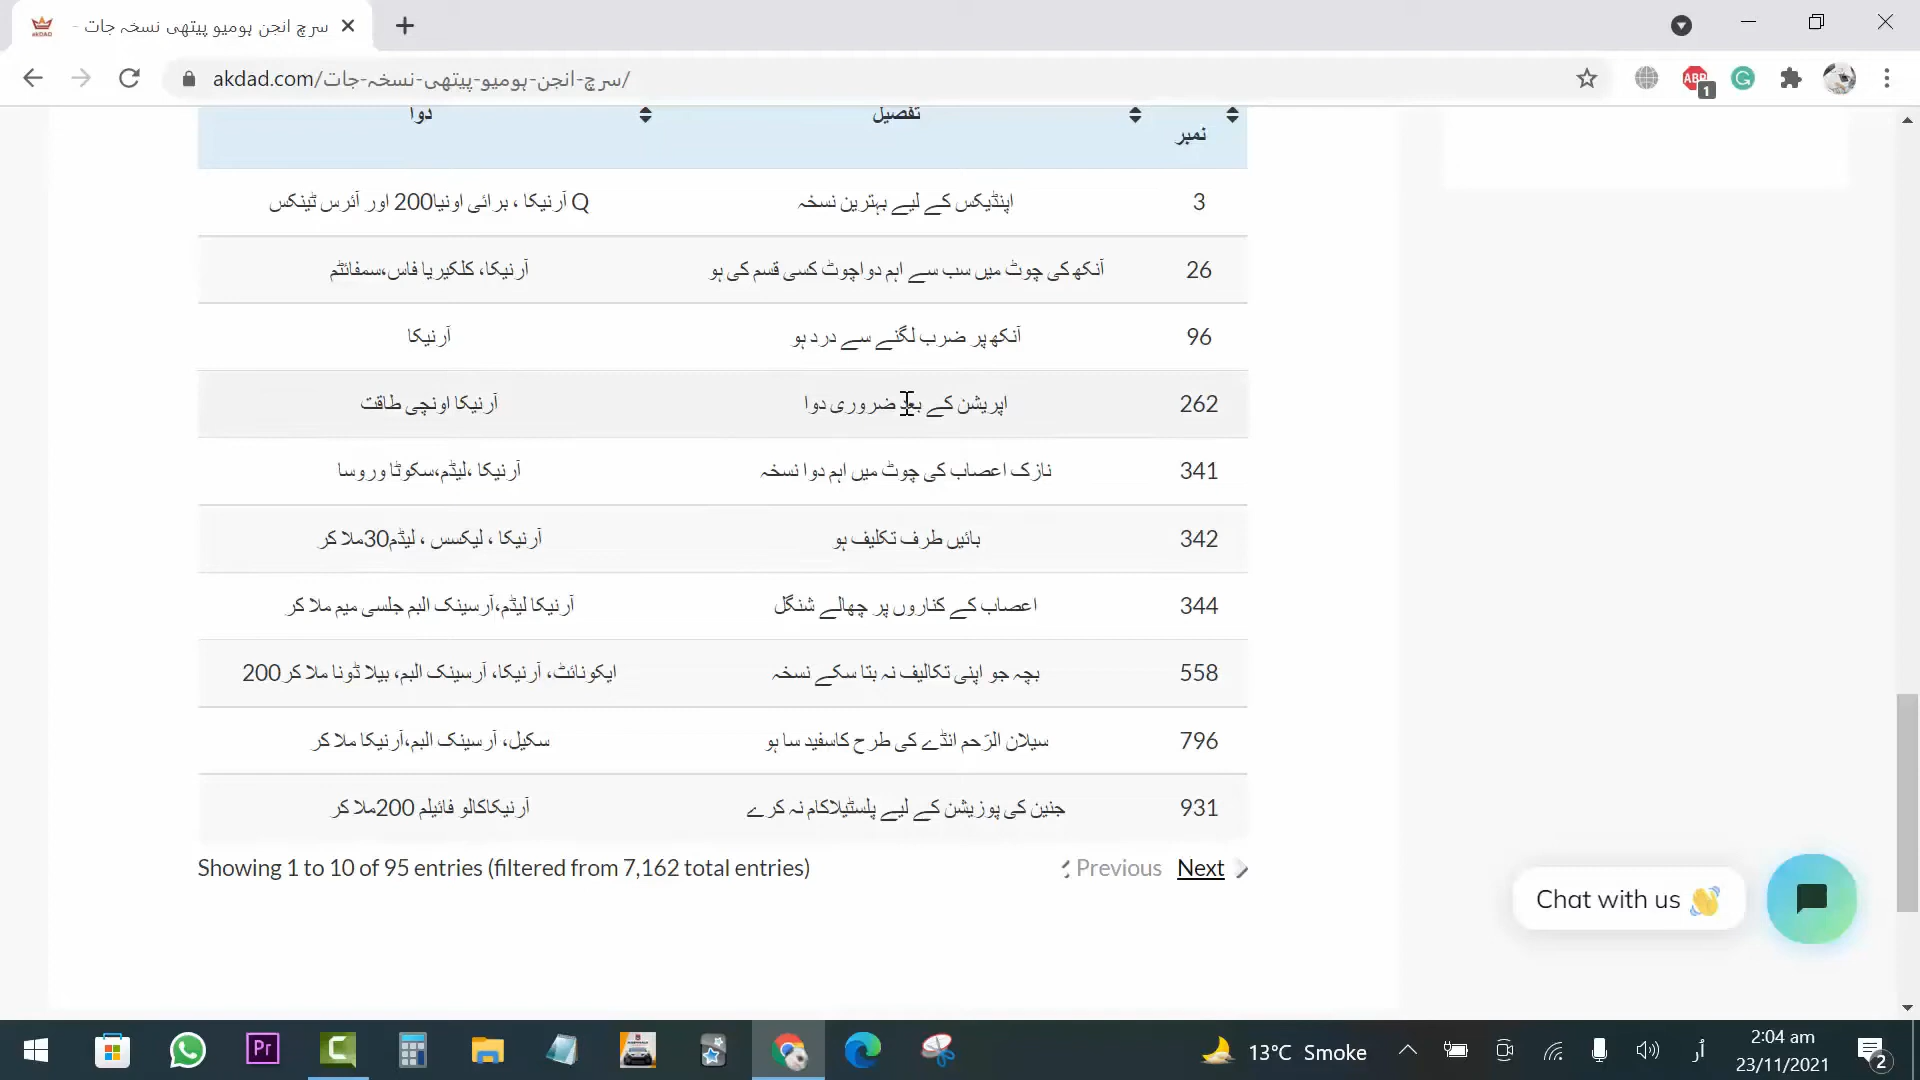 سرچ انجن ہومیو پیتھی نسخہ جات -
akdad.com/سرچ-انجن-ہومیو-پیتھی-نسخہ-جات/
ABP
1
نمبر تفصیل دوا
3 اپنڈیکس کے لیے بہترین نسخہ Q آرنیکا ، برائی اونیا200 اور آئرس ٹینکس
26 آنکھ کی چوٹ میں سب سے اہم دواچوٹ کسی قسم کی ہو آرنیکا، کلکیریا فاس،سمفائٹم
96 آنکھ پر ضرب لگنے سے درد ہو آرنیکا
262 اپریشن کے بعد ضروری دوا آرنیکا اونچی طاقت
341 نازک اعصاب کی چوٹ میں اہم دوا نسخہ آرنیکا ،لیڈم،سکوٹا وروسا
342 بائیں طرف تکلیف ہو آرنیکا ، لیکسس ، لیڈم30ملا کر
344 اعصاب کے کناروں پر چھالے شنگل آرنیکا لیڈم،آرسینک البم جلسی میم ملا کر
558 بچہ جو اپنی تکالیف نہ بتا سکے نسخہ ایکونائٹ، آرنیکا، آرسینک البم، بیلا ڈونا ملا کر 200
796 سیلان الرّحم انڈے کی طرح کاسفید سا ہو سکیل، آرسینک البم،آرنیکا ملا کر
931 جنین کی پوزیشن کے لیے پلسٹیلاکام نہ کرے آرنیکاکالو فائیلم 200ملا کر
Showing 1 to 10 of 95 entries (filtered from 7,162 total entries) Previous Next
Chat with us
Pr
13°C Smoke
اُر
2:04 am
23/11/2021
2